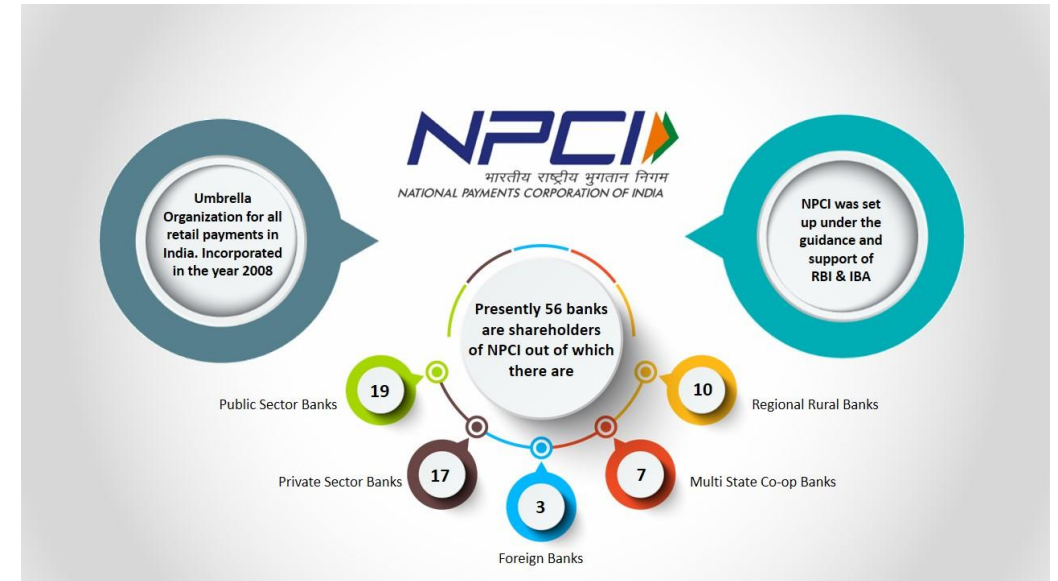 NPCI
भारतीय राष्ट्रीय भुगतान निगम
NATIONAL PAYMENTS CORPORATION OF INDIA
Umbrella
Organization for all
retail payments in
India. Incorporated
in the year 2008
NPCI was set
up under the
guidance and
support of
RBI & IBA
Presently 56 banks
are shareholders
of NPCI out of which
there are
19
Public Sector Banks
17
Private Sector Banks
3
Foreign Banks
7
Multi State Co-op Banks
10
Regional Rural Banks